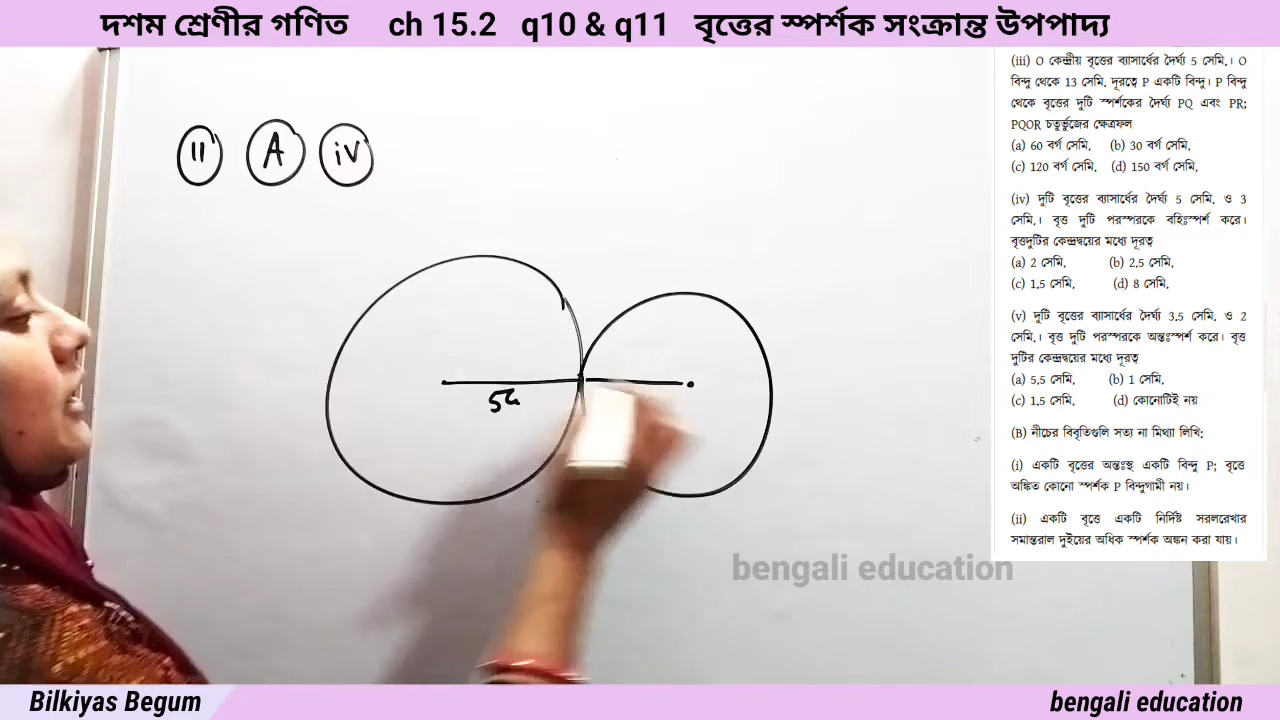 দশম শ্রেণীর গণিত ch 15.2 q10 & q11 বৃত্তের স্পর্শক সংক্রান্ত উপপাদ্য
11 A iv
5
(iii) O কেন্দ্রীয় বৃত্তের ব্যাসার্ধের দৈর্ঘ্য 5 সেমি.। O
বিন্দু থেকে 13 সেমি. দূরত্বে P একটি বিন্দু। P বিন্দু
থেকে বৃত্তের দুটি স্পর্শকের দৈর্ঘ্য PQ এবং PR;
PQOR চতুর্ভুজের ক্ষেত্রফল
(a) 60 বর্গ সেমি. (b) 30 বর্গ সেমি.
(c) 120 বর্গ সেমি. (d) 150 বর্গ সেমি.
(iv) দুটি বৃত্তের ব্যাসার্ধের দৈর্ঘ্য 5 সেমি. ও 3
সেমি.। বৃত্ত দুটি পরস্পরকে বহিঃস্পর্শ করে।
বৃত্তদুটির কেন্দ্রদ্বয়ের মধ্যে দূরত্ব
(a) 2 সেমি. (b) 2.5 সেমি.
(c) 1.5 সেমি. (d) 8 সেমি.
(v) দুটি বৃত্তের ব্যাসার্ধের দৈর্ঘ্য 3.5 সেমি. ও 2
সেমি.। বৃত্ত দুটি পরস্পরকে অন্তঃস্পর্শ করে। বৃত্ত
দুটির কেন্দ্রদ্বয়ের মধ্যে দূরত্ব
(a) 5.5 সেমি. (b) 1 সেমি.
(c) 1.5 সেমি. (d) কোনোটিই নয়
(B) নীচের বিবৃতিগুলি সত্য না মিথ্যা লিখি:
(i) একটি বৃত্তের অন্তঃস্থ একটি বিন্দু P; বৃত্তে
অঙ্কিত কোনো স্পর্শক P বিন্দুগামী নয়।
(ii) একটি বৃত্তে একটি নির্দিষ্ট সরলরেখার
সমান্তরাল দুইয়ের অধিক স্পর্শক অঙ্কন করা যায়।
bengali education
Bilkiyas Begum
bengali education